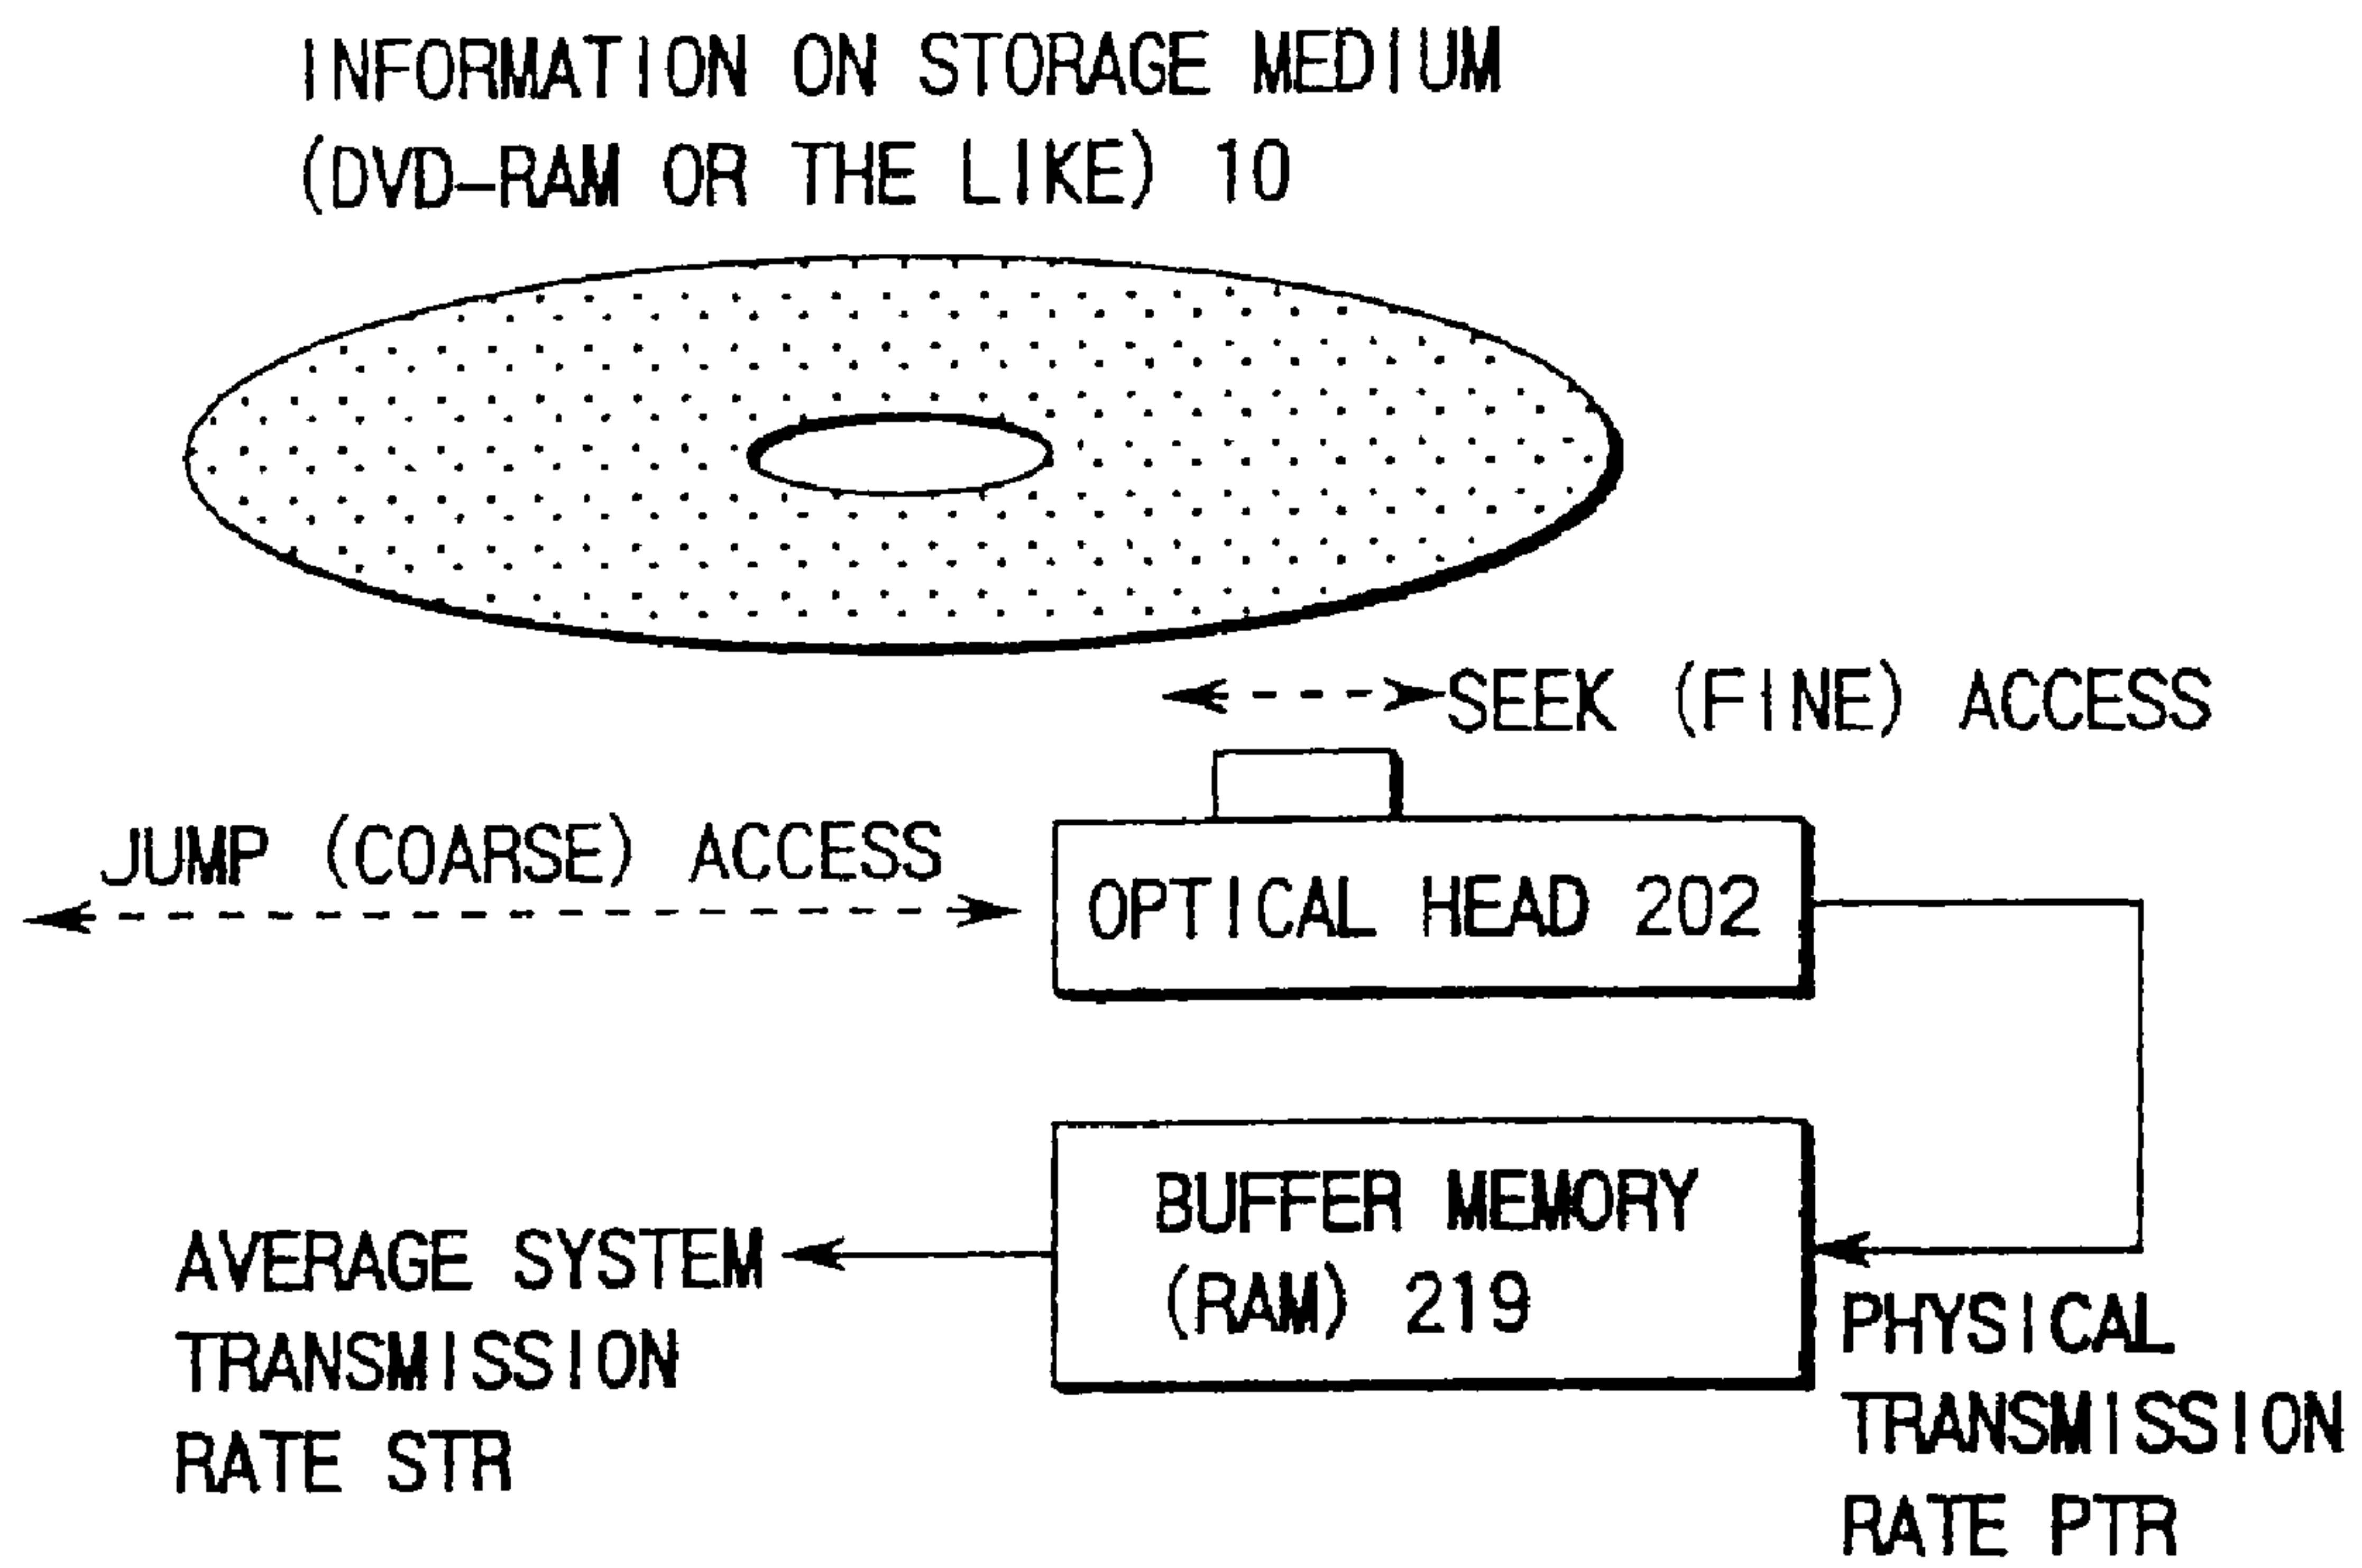 INFORMATION ON STORAGE MEDIUM
(DVD-RAM OR THE LIKE) 10
SEEK (FINE) ACCESS
JUMP (COARSE) ACCESS
OPTICAL HEAD 202
BUFFER MEMORY
(RAM) 219
AVERAGE SYSTEM
TRANSMISSION
RATE STR
PHYSICAL
TRANSMISSION
RATE PTR